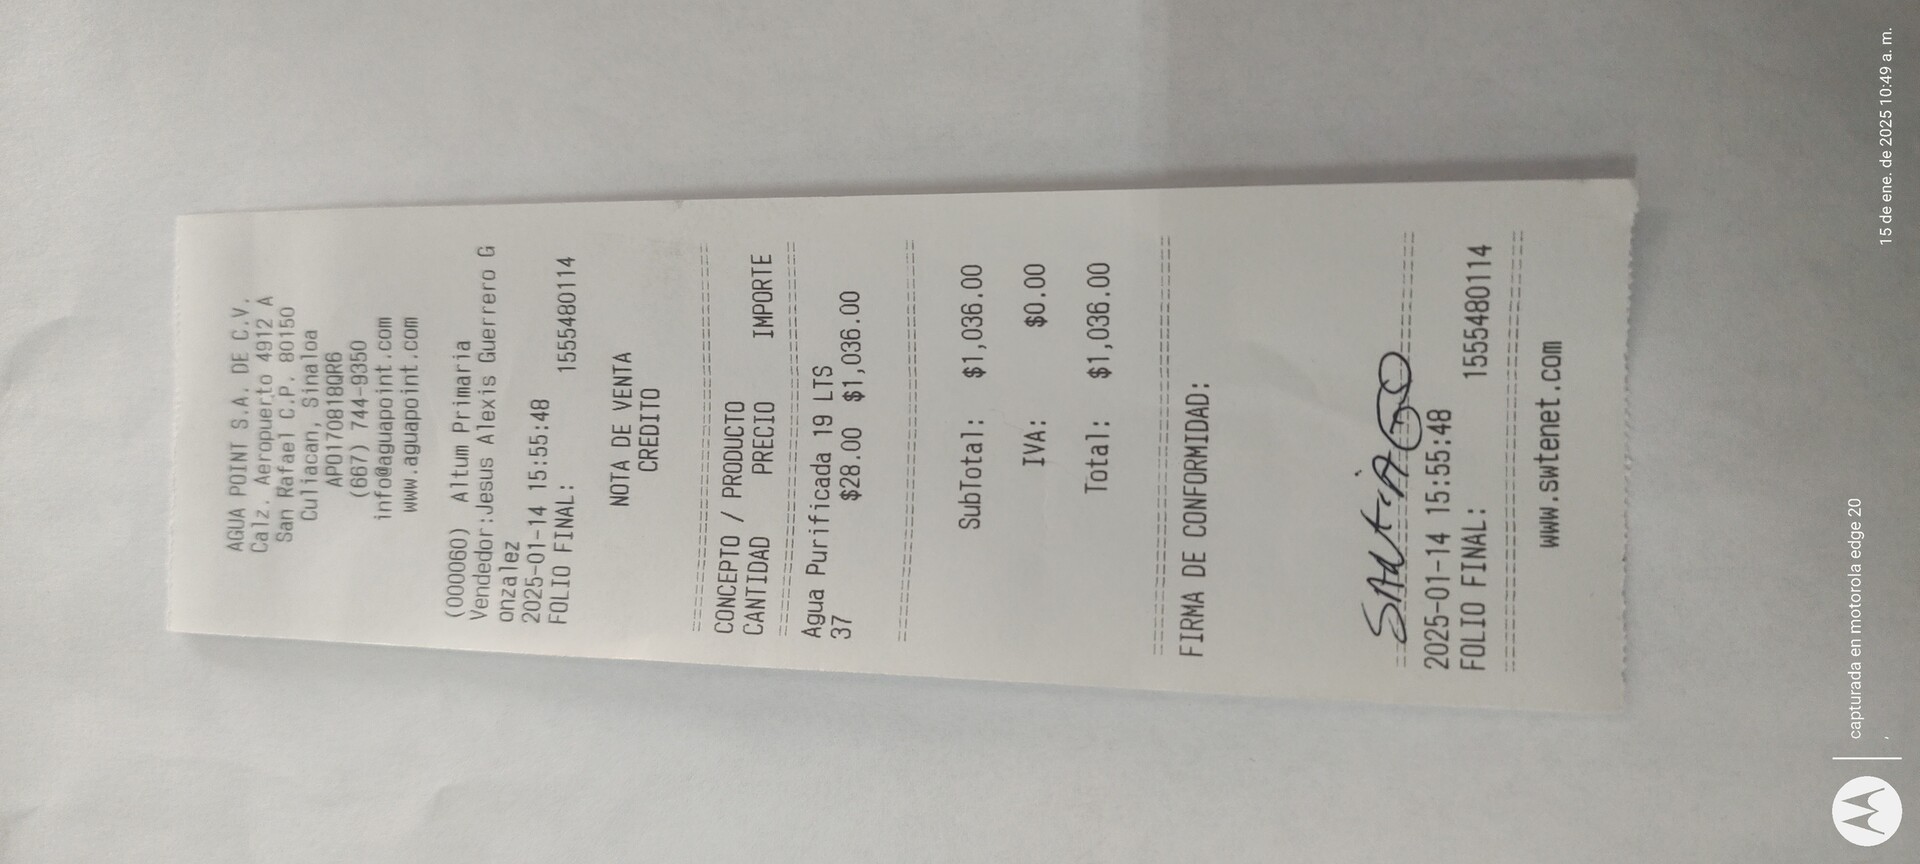 AGUA POINT S.A. DE C.V.
Calz. Aeropuerto 4912 A
San Rafael C.P. 80150
Culiacan, Sinaloa
APO170818QR6
(667) 744-9350
info@aguapoint.com
www.aguapoint.com
(000060) Altum Primaria
Vendedor:Jesus Alexis Guerrero G
onzalez
2025-01-14 15:55:48
FOLIO FINAL: 1555480114
NOTA DE VENTA
CREDITO
================================
CONCEPTO / PRODUCTO
CANTIDAD PRECIO IMPORTE
================================
Agua Purificada 19 LTS
37 $28.00 $1,036.00
================================
SubTotal: $1,036.00
IVA: $0.00
Total: $1,036.00
================================
FIRMA DE CONFORMIDAD:
SANTIAGO
================================
2025-01-14 15:55:48
FOLIO FINAL: 1555480114
================================
www.swtenet.com
capturada en motorola edge 20
,
15 de ene. de 2025 10:49 a. m.